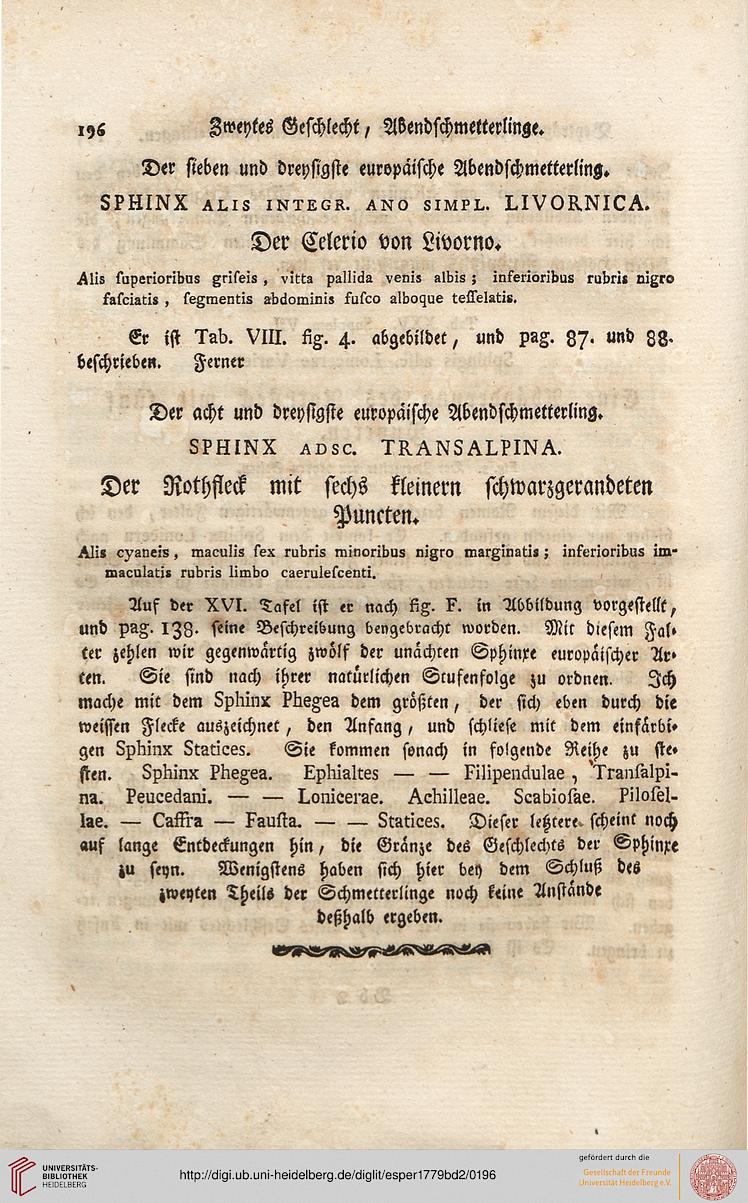 196 Zweytes Geschlecht, Abendschmetterlinge.
Der sieben und dreysigste europäische Abendschmetterling.
SPHINX ALIS INTEGR. ANO SIMPL. LIVORNICA.
Der Celerio von Livorno.
Alis superioribus griseis, vitta pallida venis albis; inferioribus rubris nigro
fasciatis, segmentis abdominis fusco alboque tesselatis.
Er ist Tab. VIII. fig. 4. abgebildet, und pag. 87. und 88.
beschrieben. Ferner
Der acht und dreysigste europäische Abendschmetterling.
SPHINX ADSC. TRANSALPINA.
Der Rothfleck mit sechs kleinern schwarzgerandeten
Puncten.
Alis cyaneis, maculis sex rubris minoribus nigro marginatis; inferioribus im-
maculatis rubris limbo caerulescenti.
Auf der XVI. Tafel ist er nach fig. F. in Abbildung vorgestellt,
und pag. 138. seine Beschreibung beygebracht worden. Mit diesem Fal-
ter zehlen wir gegenwärtig zwölf der unächten Sphinxe europäischer Ar-
ten. Sie sind nach ihrer natürlichen Stufenfolge zu ordnen. Ich
mache mit dem Sphinx Phegea dem größten, der sich eben durch die
weissen Flecke auszeichnet, den Anfang, und schliese mit dem einfärbi-
gen Sphinx Statices. Sie kommen sonach in folgende Reihe zu ste-
sten. Sphinx Phegea. Ephialtes — — Filipendulae, Transalpi-
na. Peucedani. — — Lonicerae. Achilleae. Scabiosae. Pilosel-
lae. — Caffra — Fausta. — — Statices. Dieser letztere scheint noch
auf lange Entdeckungen hin, die Gränze des Geschlechts der Sphinxe
zu seyn. Wenigstens haben sich hier bey dem Schluß des
zweyten Theils der Schmetterlinge noch keine Anstände
deßhalb ergeben.
UNIVERSITÄTS-
BIBLIOTHEK
HEIDELBERG
http://digi.ub.uni-heidelberg.de/diglit/esper1779bd2/0196
gefördert durch die
Gesellschaft der Freunde
Universität Heidelberg e.V.